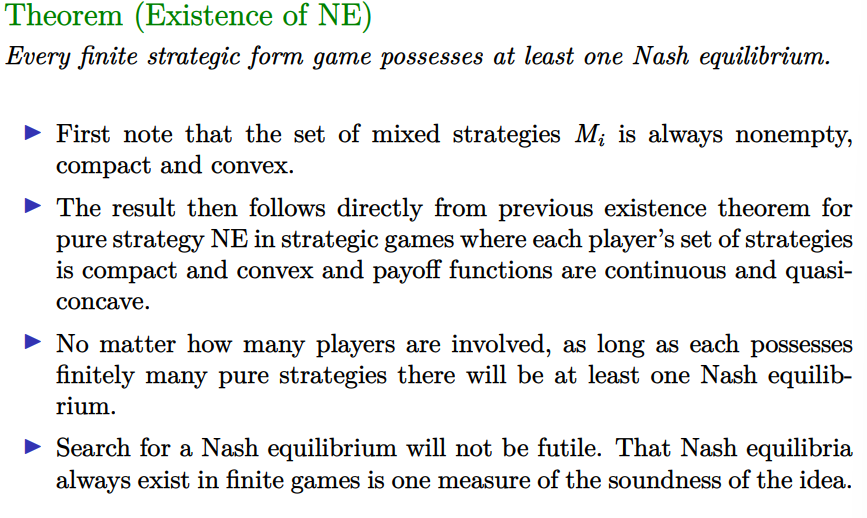 Theorem (Existence of NE)
Every finite strategic form game possesses at least one Nash equilibrium.
▶ First note that the set of mixed strategies Mi is always nonempty,
compact and convex.
▶ The result then follows directly from previous existence theorem for
pure strategy NE in strategic games where each player's set of strategies
is compact and convex and payoff functions are continuous and quasi-
concave.
▶ No matter how many players are involved, as long as each possesses
finitely many pure strategies there will be at least one Nash equilib-
rium.
▶ Search for a Nash equilibrium will not be futile. That Nash equilibria
always exist in finite games is one measure of the soundness of the idea.